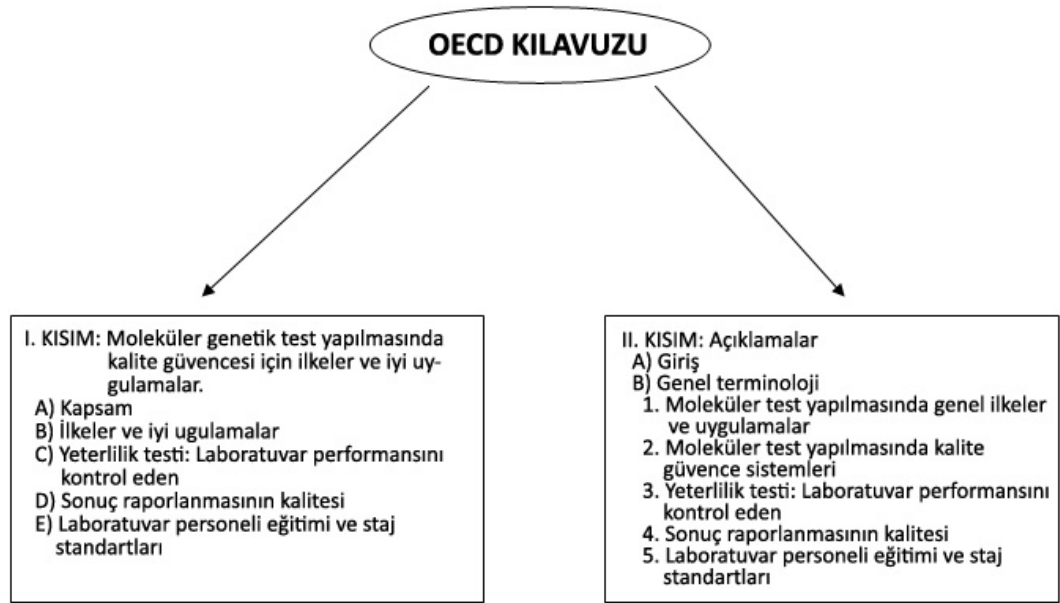 OECD KILAVUZU
I. KISIM: Moleküler genetik test yapılmasında
kalite güvencesi için ilkeler ve iyi uy-
gulamalar.
A) Kapsam
B) İlkeler ve iyi ugulamalar
C) Yeterlilik testi: Laboratuvar performansını
kontrol eden
D) Sonuç raporlanmasının kalitesi
E) Laboratuvar personeli eğitimi ve staj
standartları
II. KISIM: Açıklamalar
A) Giriş
B) Genel terminoloji
1. Moleküler test yapılmasında genel ilkeler
ve uygulamalar
2. Moleküler test yapılmasında kalite
güvence sistemleri
3. Yeterlilik testi: Laboratuvar performansını
kontrol eden
4. Sonuç raporlanmasının kalitesi
5. Laboratuvar personeli eğitimi ve staj
standartları